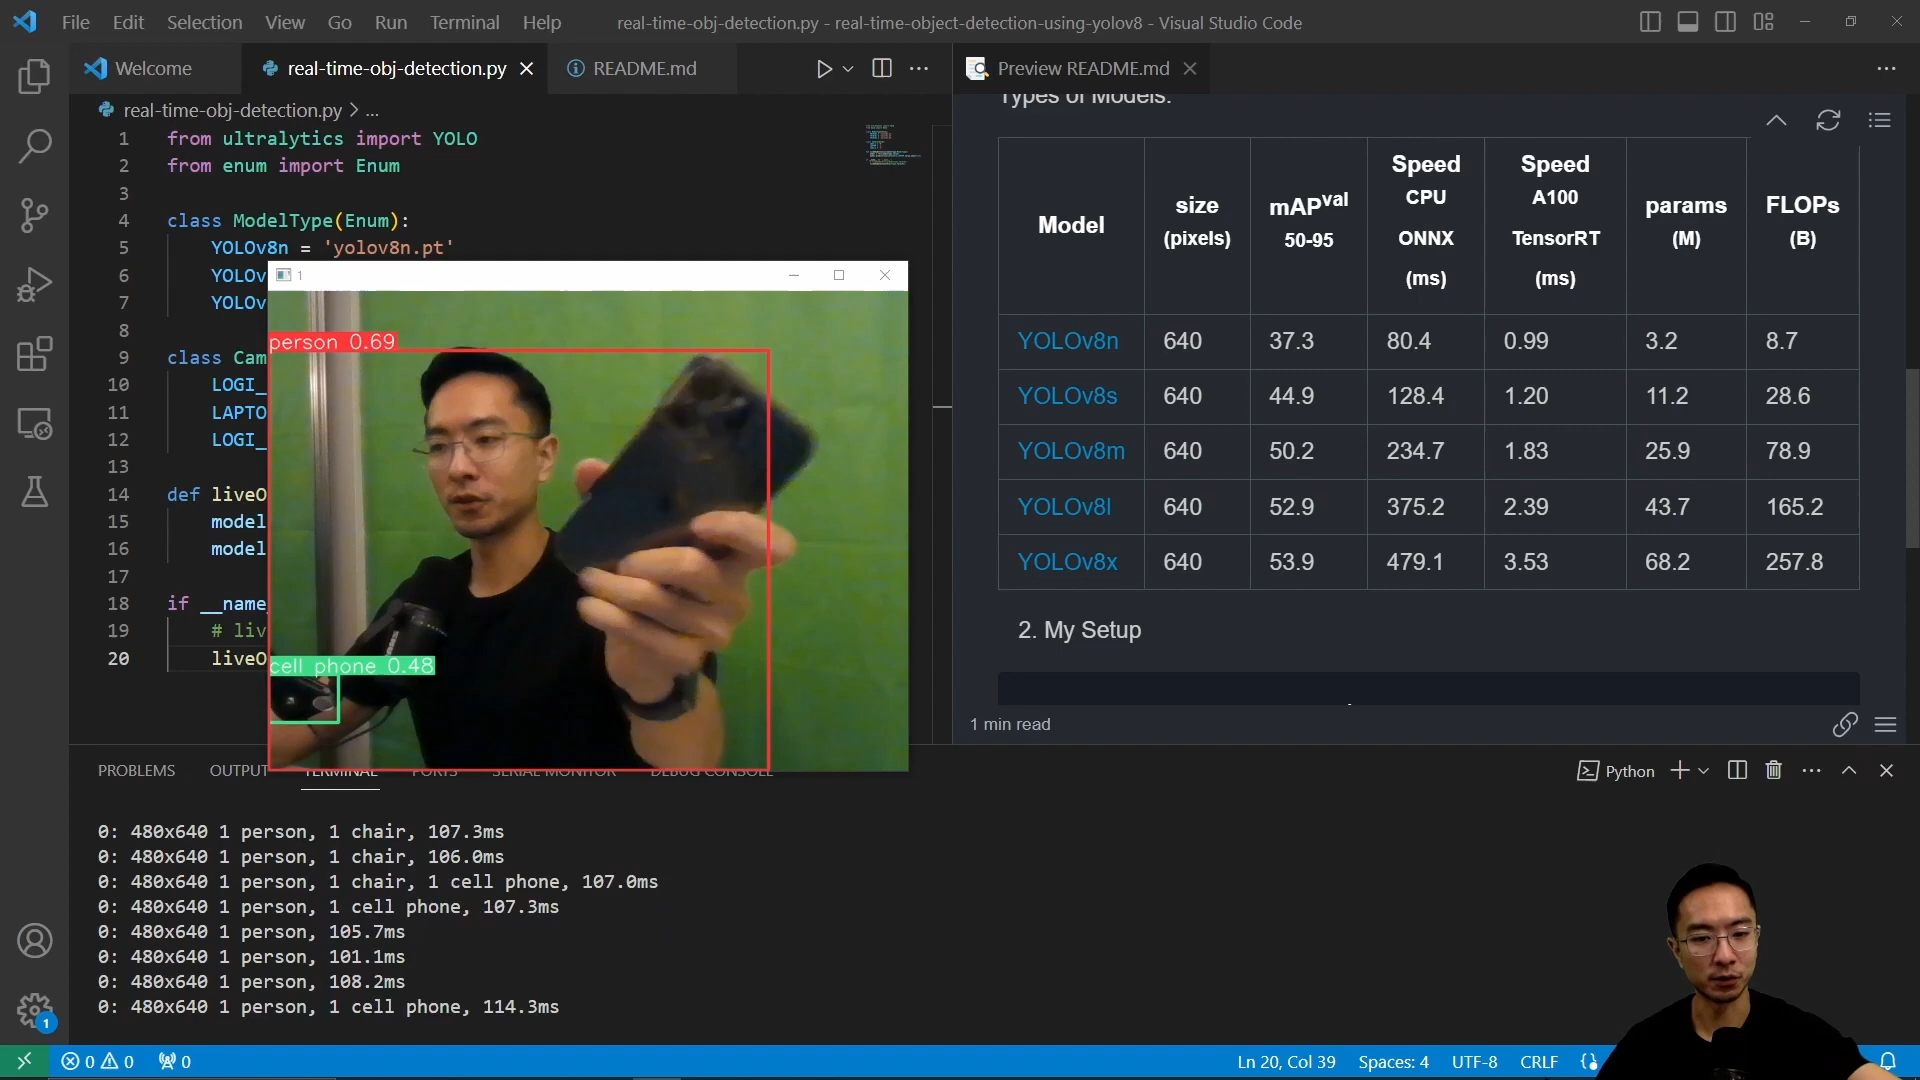 File Edit Selection View Go Run Terminal Help
real-time-obj-detection.py - real-time-object-detection-using-yolov8 - Visual Studio Code
Welcome
real-time-obj-detection.py
README.md
real-time-obj-detection.py > ...
1 from ultralytics import YOLO
2 from enum import Enum
3
4 class ModelType(Enum):
5 YOLOv8n = 'yolov8n.pt'
6 YOLOv
7 YOLOv
8
9 class Cam
10 LOGI_
11 LAPTO
12 LOGI_
13
14 def liveO
15 model
16 model
17
18 if __name_
19 # liv
20 liveO
1
person 0.69
cell phone 0.48
Preview README.md
Types of Models:
Model size (pixels) mAPval 50-95 Speed CPU ONNX (ms) Speed A100 TensorRT (ms) params (M) FLOPs (B)
YOLOv8n 640 37.3 80.4 0.99 3.2 8.7
YOLOv8s 640 44.9 128.4 1.20 11.2 28.6
YOLOv8m 640 50.2 234.7 1.83 25.9 78.9
YOLOv8l 640 52.9 375.2 2.39 43.7 165.2
YOLOv8x 640 53.9 479.1 3.53 68.2 257.8
2. My Setup
1 min read
PROBLEMS OUTPUT TERMINAL PORTS SERIAL MONITOR DEBUG CONSOLE
Python
0: 480x640 1 person, 1 chair, 107.3ms
0: 480x640 1 person, 1 chair, 106.0ms
0: 480x640 1 person, 1 chair, 1 cell phone, 107.0ms
0: 480x640 1 person, 1 cell phone, 107.3ms
0: 480x640 1 person, 105.7ms
0: 480x640 1 person, 101.1ms
0: 480x640 1 person, 108.2ms
0: 480x640 1 person, 1 cell phone, 114.3ms
1
0 0 0
Ln 20, Col 39 Spaces: 4 UTF-8 CRLF {}